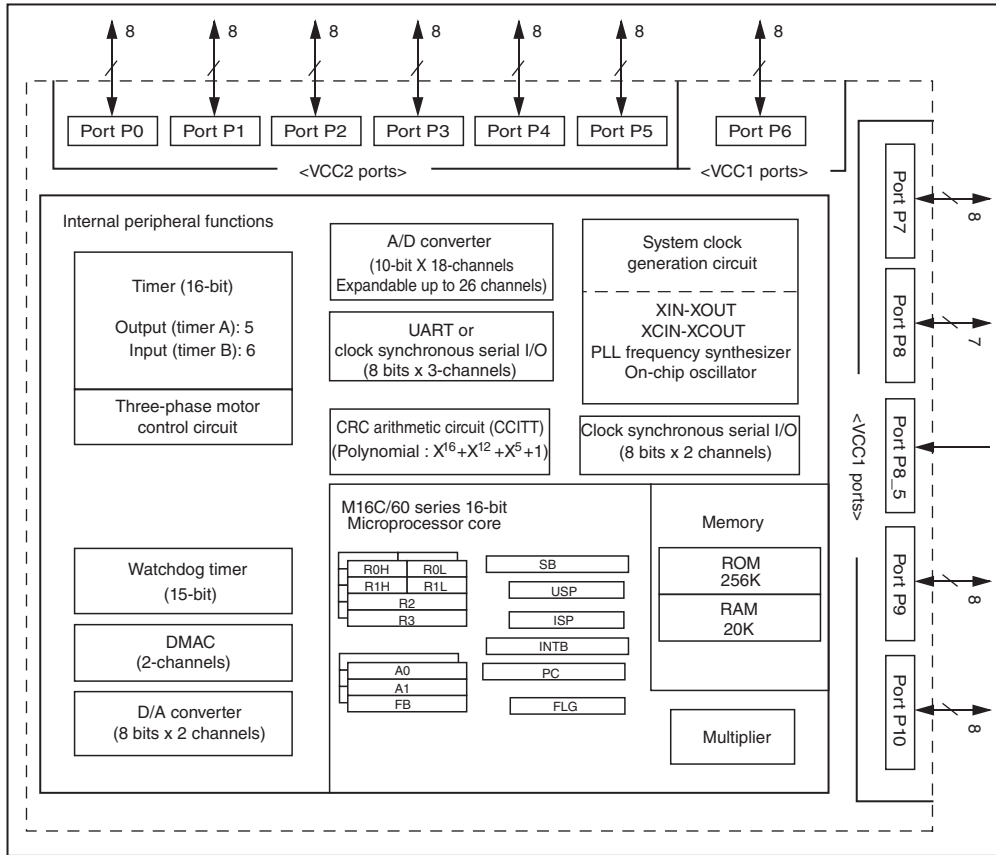 8 8 8 8 8 8 8
Port P0 Port P1 Port P2 Port P3 Port P4 Port P5 Port P6
<VCC2 ports> <VCC1 ports>
Internal peripheral functions
Timer (16-bit)
Output (timer A): 5
Input (timer B): 6
Three-phase motor
control circuit
Watchdog timer
(15-bit)
DMAC
(2-channels)
D/A converter
(8 bits x 2 channels)
A/D converter
(10-bit X 18-channels
Expandable up to 26 channels)
UART or
clock synchronous serial I/O
(8 bits x 3-channels)
CRC arithmetic circuit (CCITT)
(Polynomial : X16+X12+X5+1)
System clock
generation circuit
XIN-XOUT
XCIN-XCOUT
PLL frequency synthesizer
On-chip oscillator
Clock synchronous serial I/O
(8 bits x 2 channels)
M16C/60 series 16-bit
Microprocessor core
R0H R0L
R1H R1L
R2
R3
A0
A1
FB
SB
USP
ISP
INTB
PC
FLG
Memory
ROM
256K
RAM
20K
Multiplier
<VCC1 ports>
Port P7
8
Port P8
7
Port P8_5
Port P9
8
Port P10
8